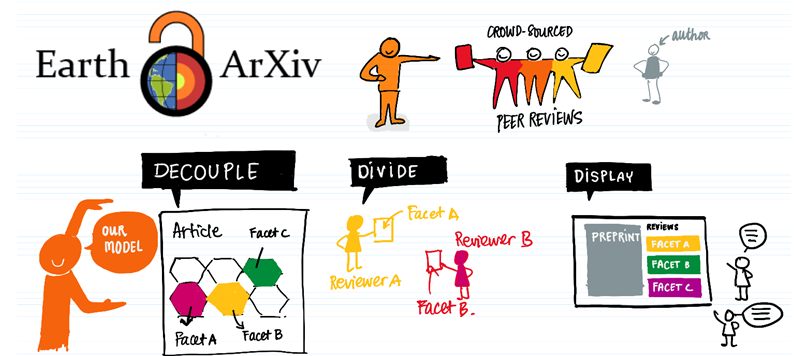 Earth ArXiv
CROWD-SOURCED
PEER REVIEWS
author
OUR
MODEL
DECOUPLE
Article
Facet C
Facet A
Facet B
DIVIDE
Facet A
Reviewer A
Reviewer B
Facet B.
DISPLAY
PREPRINT
REVIEWS
FACET A
FACET B
FACET C